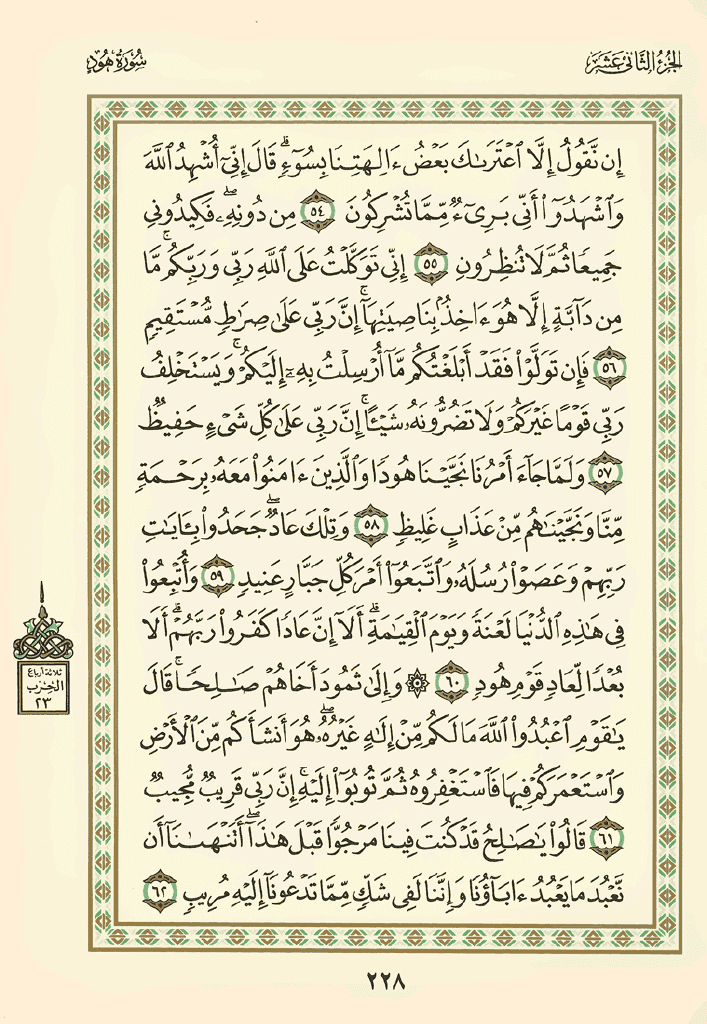 الجزء الثاني عشر
سورة هود
إِن نَّقُولُ إِلَّا ٱعْتَرَىٰكَ بَعْضُ ءَالِهَتِنَا بِسُوٓءٍ ۗ قَالَ إِنِّىٓ أُشْهِدُ ٱللَّهَ
وَٱشْهَدُوٓا۟ أَنِّى بَرِىٓءٌ مِّمَّا تُشْرِكُونَ ٥٤ مِن دُونِهِۦ ۖ فَكِيدُونِى
جَمِيعًا ثُمَّ لَا تُنظِرُونِ ٥٥ إِنِّى تَوَكَّلْتُ عَلَى ٱللَّهِ رَبِّى وَرَبِّكُم ۚ مَّا
مِن دَآبَّةٍ إِلَّا هُوَ ءَاخِذٌۢ بِنَاصِيَتِهَآ ۚ إِنَّ رَبِّى عَلَىٰ صِرَٰطٍ مُّسْتَقِيمٍ
٥٦ فَإِن تَوَلَّوْا۟ فَقَدْ أَبْلَغْتُكُم مَّآ أُرْسِلْتُ بِهِۦٓ إِلَيْكُمْ ۚ وَيَسْتَخْلِفُ
رَبِّى قَوْمًا غَيْرَكُمْ وَلَا تَضُرُّونَهُۥ شَيْـًٔا ۚ إِنَّ رَبِّى عَلَىٰ كُلِّ شَىْءٍ حَفِيظٌ
٥٧ وَلَمَّا جَآءَ أَمْرُنَا نَجَّيْنَا هُودًا وَٱلَّذِينَ ءَامَنُوا۟ مَعَهُۥ بِرَحْمَةٍ
مِّنَّا وَنَجَّيْنَٰهُم مِّنْ عَذَابٍ غَلِيظٍ ٥٨ وَتِلْكَ عَادٌ ۖ جَحَدُوا۟ بِـَٔايَٰتِ
رَبِّهِمْ وَعَصَوْا۟ رُسُلَهُۥ وَٱتَّبَعُوٓا۟ أَمْرَ كُلِّ جَبَّارٍ عَنِيدٍ ٥٩ وَأُتْبِعُوا۟
فِى هَٰذِهِ ٱلدُّنْيَا لَعْنَةً وَيَوْمَ ٱلْقِيَٰمَةِ ۗ أَلَآ إِنَّ عَادًا كَفَرُوا۟ رَبَّهُمْ ۗ أَلَا
بُعْدًا لِّعَادٍ قَوْمِ هُودٍ ٦٠ ۞ وَإِلَىٰ ثَمُودَ أَخَاهُمْ صَٰلِحًا ۚ قَالَ
يَٰقَوْمِ ٱعْبُدُوا۟ ٱللَّهَ مَا لَكُم مِّنْ إِلَٰهٍ غَيْرُهُۥ ۖ هُوَ أَنشَأَكُم مِّنَ ٱلْأَرْضِ
وَٱسْتَعْمَرَكُمْ فِيهَا فَٱسْتَغْفِرُوهُ ثُمَّ تُوبُوٓا۟ إِلَيْهِ ۚ إِنَّ رَبِّى قَرِيبٌ مُّجِيبٌ
٦١ قَالُوا۟ يَٰصَٰلِحُ قَدْ كُنتَ فِينَا مَرْجُوًّا قَبْلَ هَٰذَآ ۖ أَتَنْهَىٰنَآ أَن
نَّعْبُدَ مَا يَعْبُدُ ءَابَآؤُنَا وَإِنَّنَا لَفِى شَكٍّ مِّمَّا تَدْعُونَآ إِلَيْهِ مُرِيبٍ ٦٢
ثلاثة أرباع
الحزب
٢٣
٢٢٨